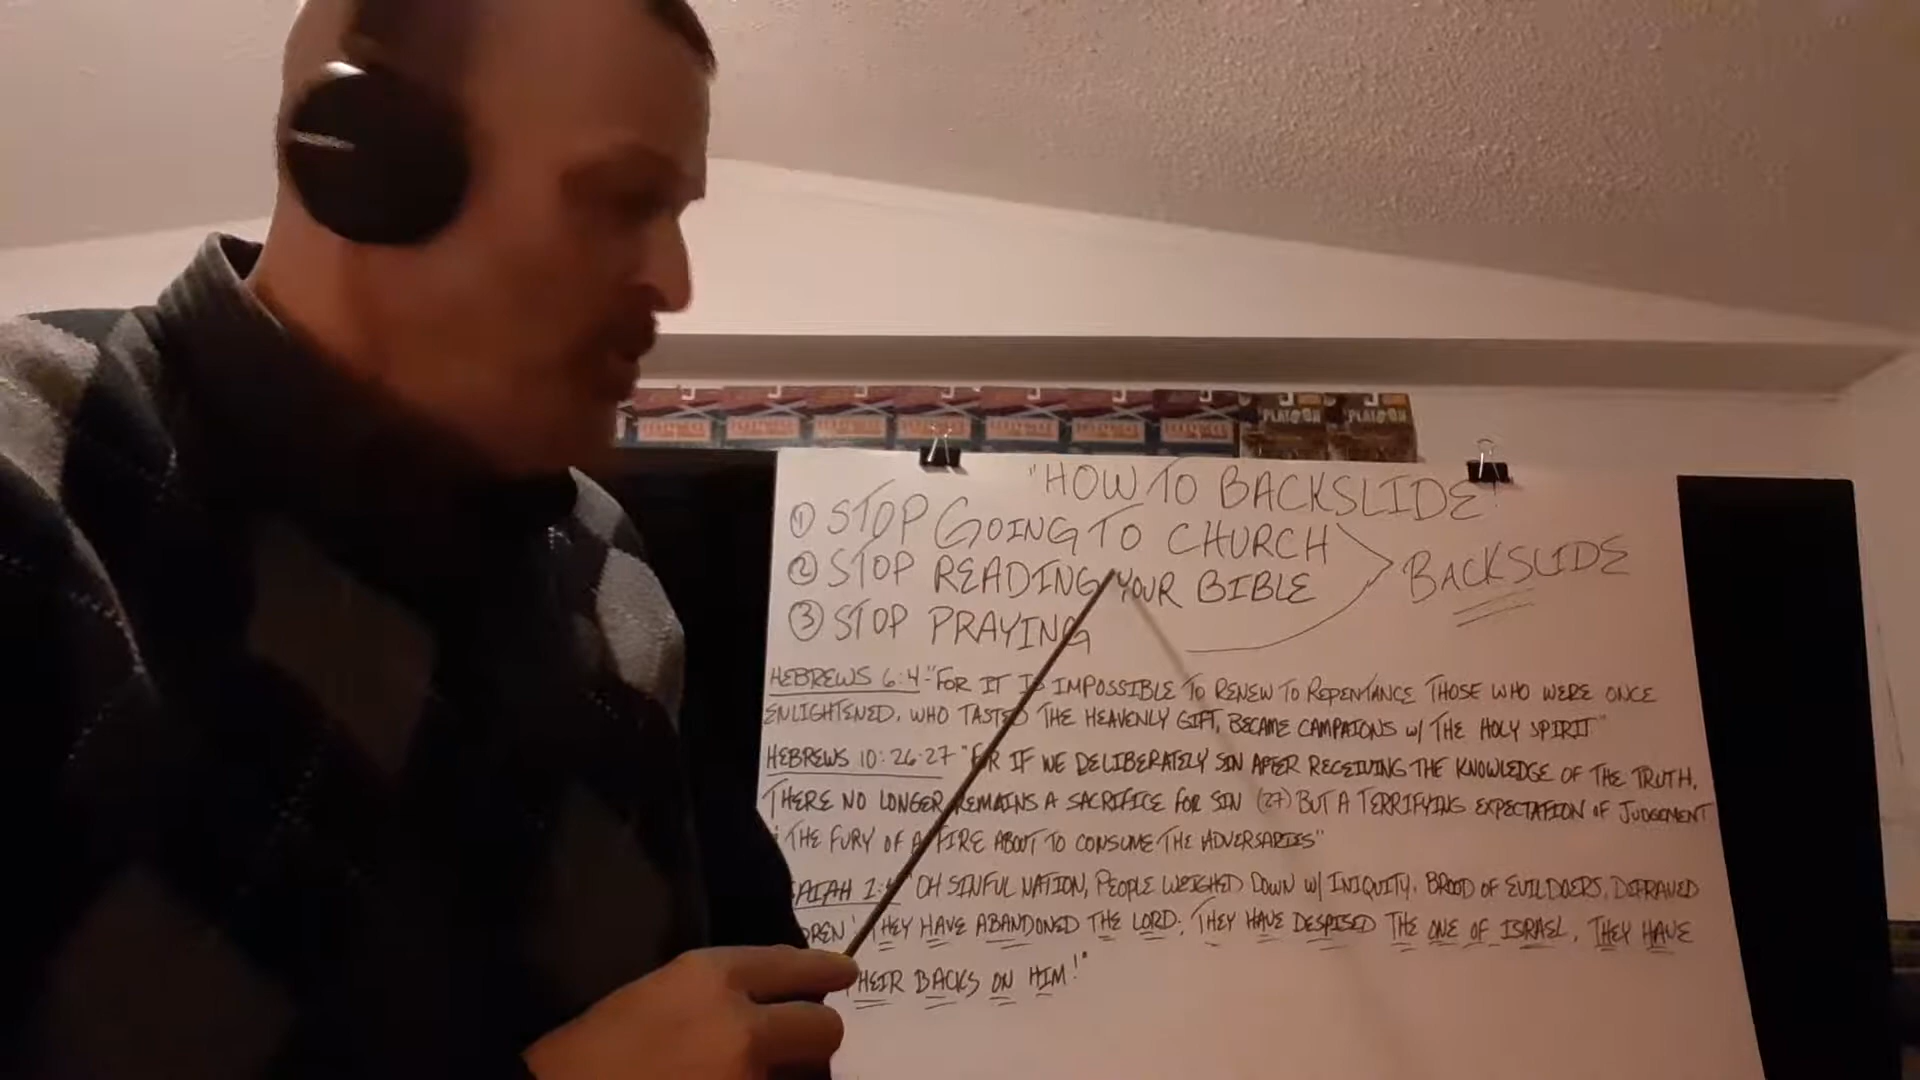 PLATOON PLATOON
"HOW TO BACKSLIDE"
① STOP GOING TO CHURCH
② STOP READING YOUR BIBLE
③ STOP PRAYING
BACKSLIDE
HEBREWS 6:4-"FOR IT IS IMPOSSIBLE TO RENEW TO REPENTANCE THOSE WHO WERE ONCE
ENLIGHTENED, WHO TASTED THE HEAVENLY GIFT, BECAME CAMPAIONS W/ THE HOLY SPIRIT"
HEBREWS 10:26-27 "FOR IF WE DELIBERATELY SIN AFTER RECEIVING THE KNOWLEDGE OF THE TRUTH,
THERE NO LONGER REMAINS A SACRIFICE FOR SIN (27) BUT A TERRIFYING EXPECTATION OF JUDGEMENT
THE FURY OF A FIRE ABOUT TO CONSUME THE ADVERSARIES"
"OH SINFUL NATION, PEOPLE WEIGHED DOWN W/ INIQUITY, BROOD OF EVILDOERS, DEPRAVED
THEY HAVE ABANDONED THE LORD; THEY HAVE DESPISED THE ONE OF ISRAEL, THEY HAVE
THEIR BACKS ON HIM!"